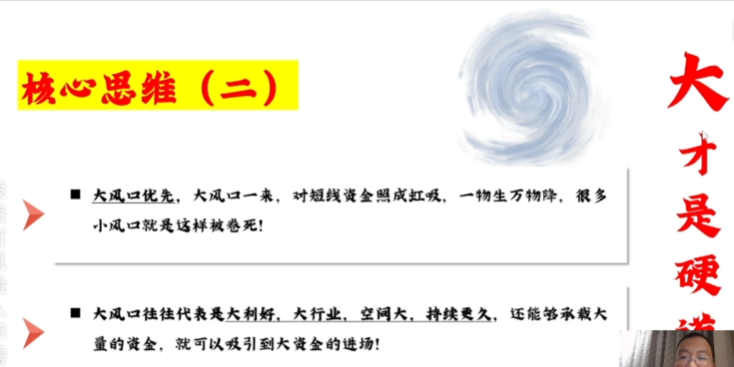 核心思维（二）
■ 大风口优先，大风口一来，对短线资金照成虹吸，一物生万物降，很多
小风口就是这样被卷死!
■ 大风口往往代表是大利好，大行业，空间大，持续更久，还能够承载大
量的资金，就可以吸引到大资金的进场!
大
才
是
硬